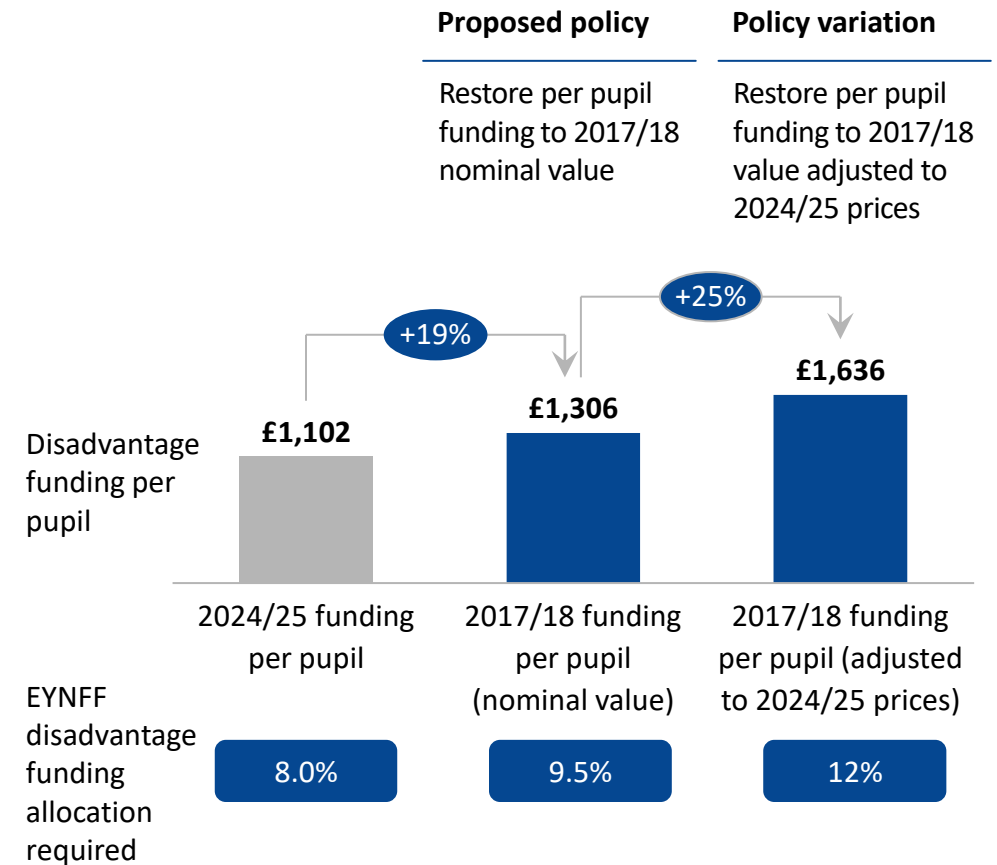 Proposed policy
Policy variation
Restore per pupil
funding to 2017/18
nominal value
Restore per pupil
funding to 2017/18
value adjusted to
2024/25 prices
+19%
+25%
Disadvantage
funding per
pupil
£1,102
£1,306
£1,636
2024/25 funding
per pupil
2017/18 funding
per pupil
(nominal value)
2017/18 funding
per pupil (adjusted
to 2024/25 prices)
EYNFF
disadvantage
funding
allocation
required
8.0%
9.5%
12%